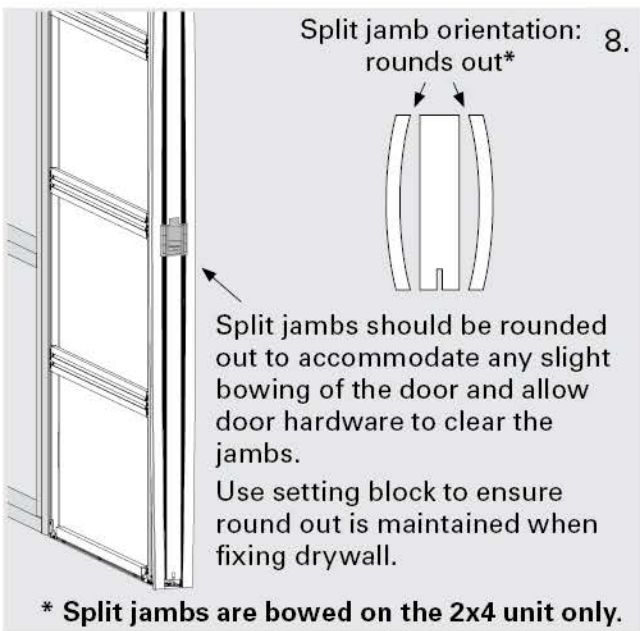 Split jamb orientation:
rounds out*
8.
Split jambs should be rounded
out to accommodate any slight
bowing of the door and allow
door hardware to clear the
jambs.
Use setting block to ensure
round out is maintained when
fixing drywall.
* Split jambs are bowed on the 2x4 unit only.